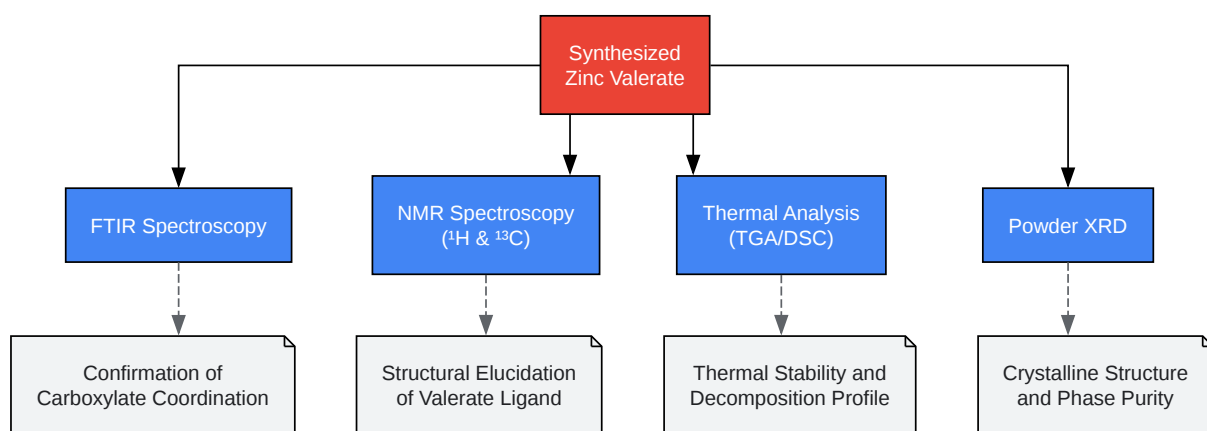 Synthesized
Zinc Valerate
FTIR Spectroscopy
NMR Spectroscopy
(¹H & ¹³C)
Thermal Analysis
(TGA/DSC)
Powder XRD
Confirmation of
Carboxylate Coordination
Structural Elucidation
of Valerate Ligand
Thermal Stability and
Decomposition Profile
Crystalline Structure
and Phase Purity